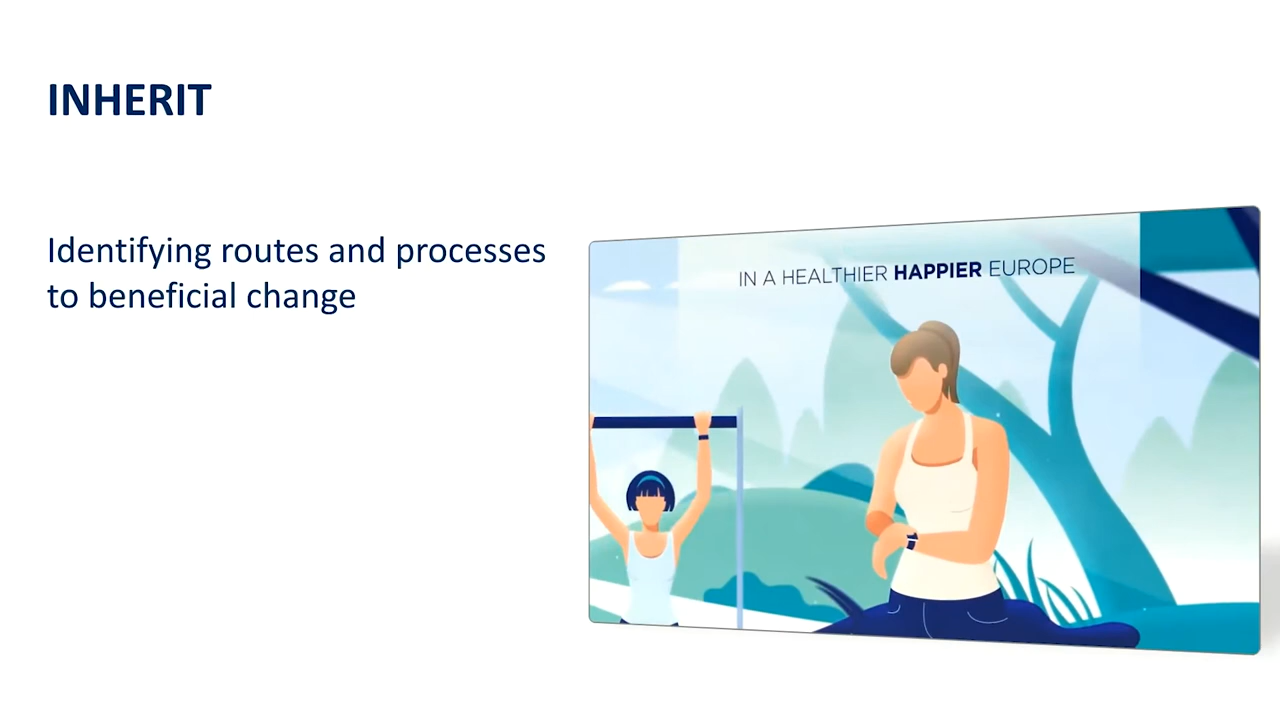 INHERIT
Identifying routes and processes
to beneficial change
IN A HEALTHIER HAPPIER EUROPE